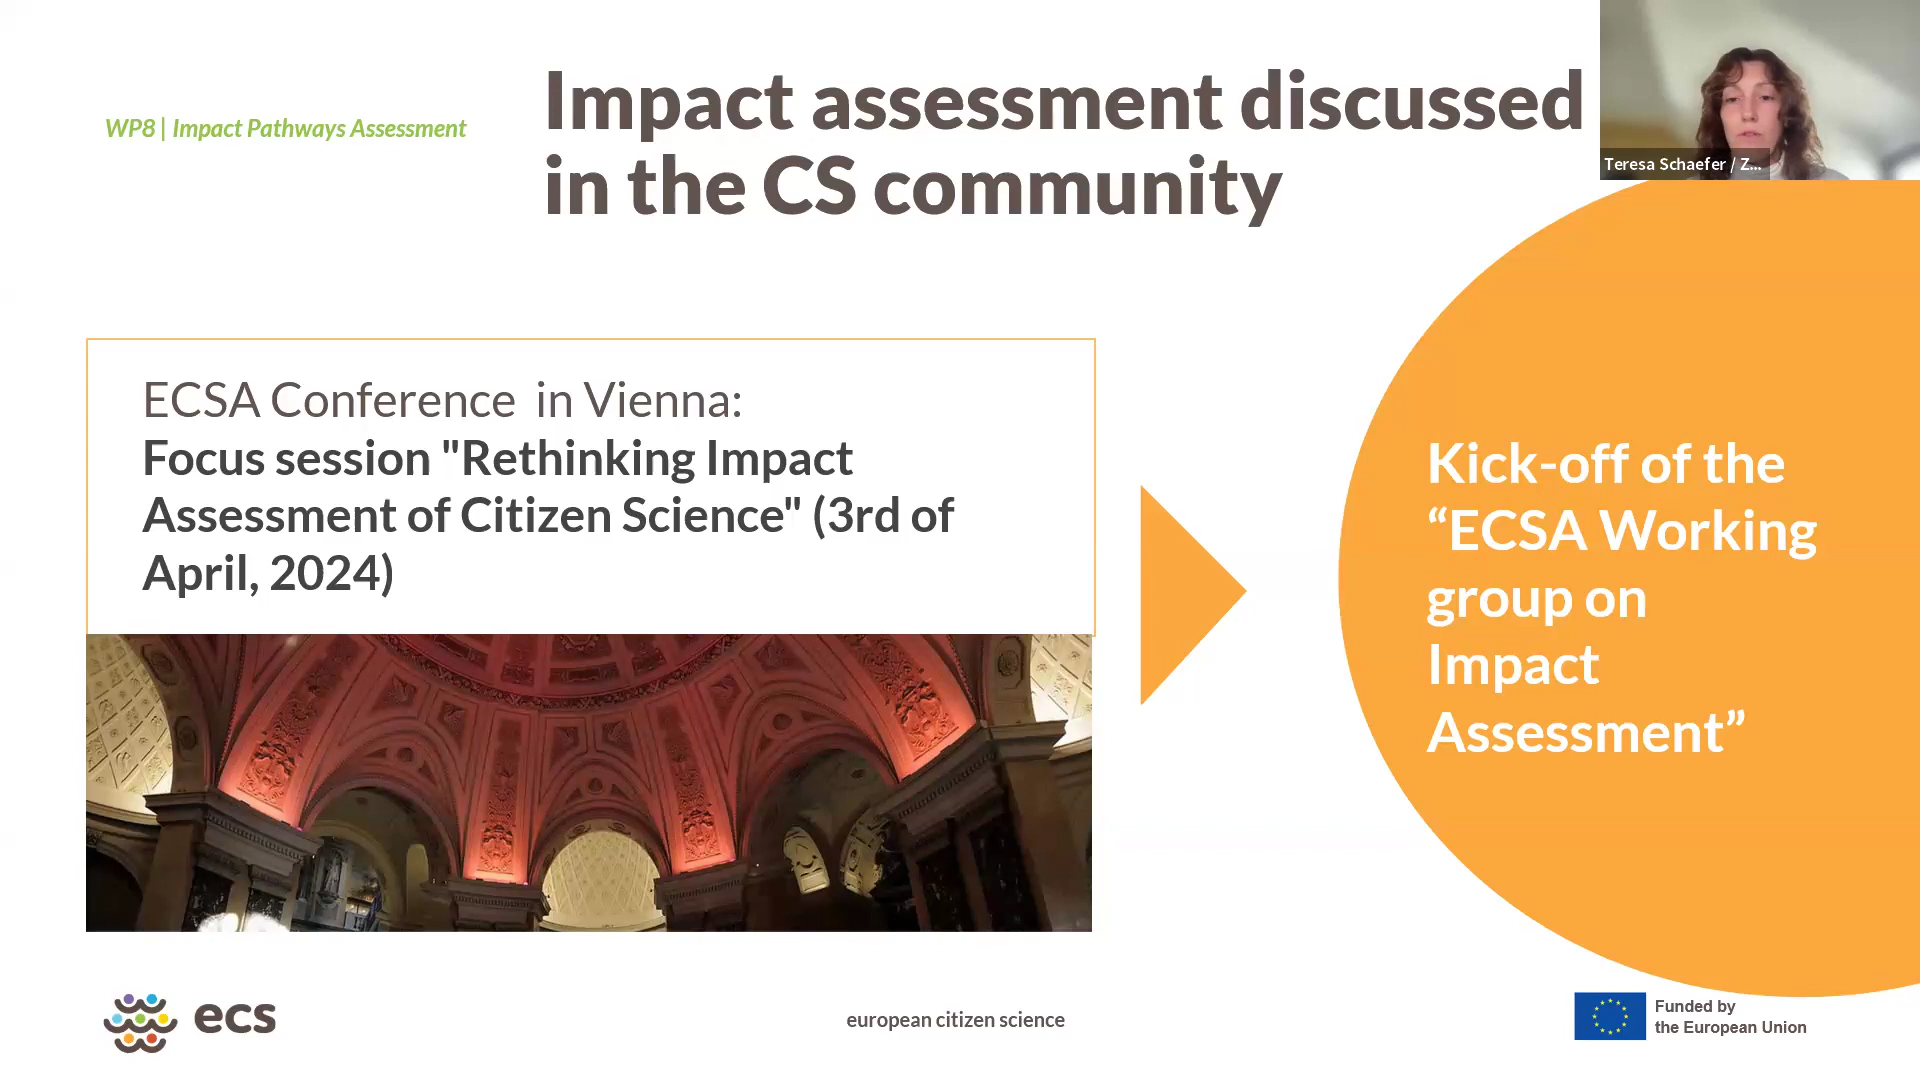 WP8 | Impact Pathways Assessment
Impact assessment discussed
in the CS community
Teresa Schaefer / Z...
ECSA Conference in Vienna:
Focus session "Rethinking Impact
Assessment of Citizen Science" (3rd of
April, 2024)
Kick-off of the
“ECSA Working
group on
Impact
Assessment”
ecs
european citizen science
Funded by
the European Union